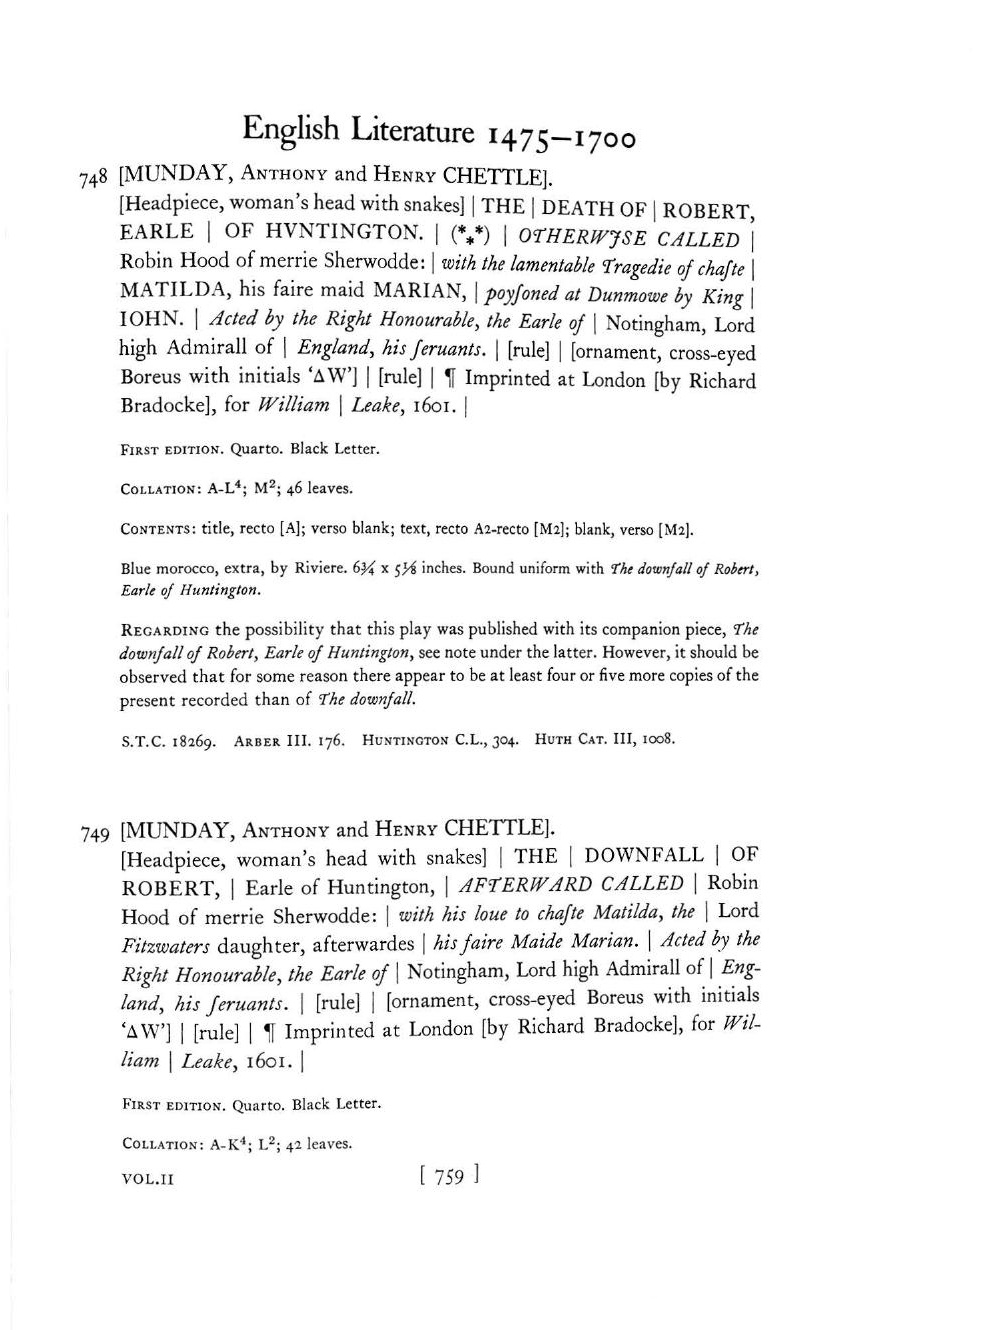 English Literature 1475–1700
748 [MUNDAY, ANTHONY and HENRY CHETTLE].
[Headpiece, woman's head with snakes] | THE | DEATH OF | ROBERT,
EARLE | OF HVNTINGTON. | (*⁎*) | OTHERWJSE CALLED |
Robin Hood of merrie Sherwodde: | with the lamentable Tragedie of chaſte |
MATILDA, his faire maid MARIAN, | poyſoned at Dunmowe by King |
IOHN. | Acted by the Right Honourable, the Earle of | Notingham, Lord
high Admirall of | England, his ſeruants. | [rule] | [ornament, cross-eyed
Boreus with initials ‘ΔW’] | [rule] | ¶ Imprinted at London [by Richard
Bradocke], for William | Leake, 1601. |
FIRST EDITION. Quarto. Black Letter.
COLLATION: A-L⁴; M²; 46 leaves.
CONTENTS: title, recto [A]; verso blank; text, recto A2-recto [M2]; blank, verso [M2].
Blue morocco, extra, by Riviere. 6¾ x 5⅛ inches. Bound uniform with The downfall of Robert,
Earle of Huntington.
REGARDING the possibility that this play was published with its companion piece, The
downfall of Robert, Earle of Huntington, see note under the latter. However, it should be
observed that for some reason there appear to be at least four or five more copies of the
present recorded than of The downfall.
S.T.C. 18269. ARBER III. 176. HUNTINGTON C.L., 304. HUTH CAT. III, 1008.
749 [MUNDAY, ANTHONY and HENRY CHETTLE].
[Headpiece, woman's head with snakes] | THE | DOWNFALL | OF
ROBERT, | Earle of Huntington, | AFTERWARD CALLED | Robin
Hood of merrie Sherwodde: | with his loue to chaſte Matilda, the | Lord
Fitzwaters daughter, afterwardes | his faire Maide Marian. | Acted by the
Right Honourable, the Earle of | Notingham, Lord high Admirall of | Eng-
land, his ſeruants. | [rule] | [ornament, cross-eyed Boreus with initials
‘ΔW’] | [rule] | ¶ Imprinted at London [by Richard Bradocke], for Wil-
liam | Leake, 1601. |
FIRST EDITION. Quarto. Black Letter.
COLLATION: A-K⁴; L²; 42 leaves.
VOL.II [ 759 ]